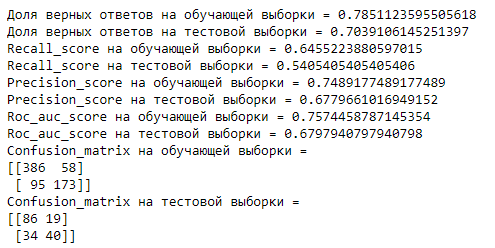 Доля верных ответов на обучающей выборки = 0.7851123595505618
Доля верных ответов на тестовой выборки = 0.7039106145251397
Recall_score на обучающей выборки = 0.6455223880597015
Recall_score на тестовой выборки = 0.5405405405405406
Precision_score на обучающей выборки = 0.7489177489177489
Precision_score на тестовой выборки = 0.6779661016949152
Roc_auc_score на обучающей выборки = 0.7574458787145354
Roc_auc_score на тестовой выборки = 0.6797940797940798
Confusion_matrix на обучающей выборки =
[[386  58]
 [ 95 173]]
Confusion_matrix на тестовой выборки =
[[86 19]
 [34 40]]